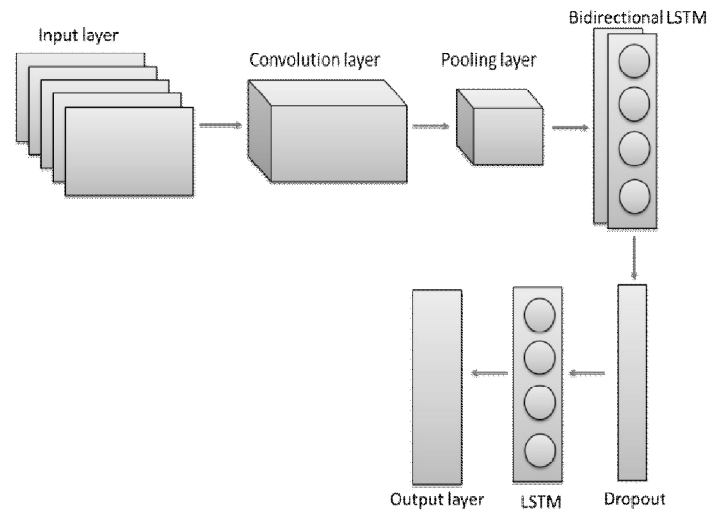 Input layer
Convolution layer
Pooling layer
Bidirectional LSTM
Output layer
LSTM
Dropout